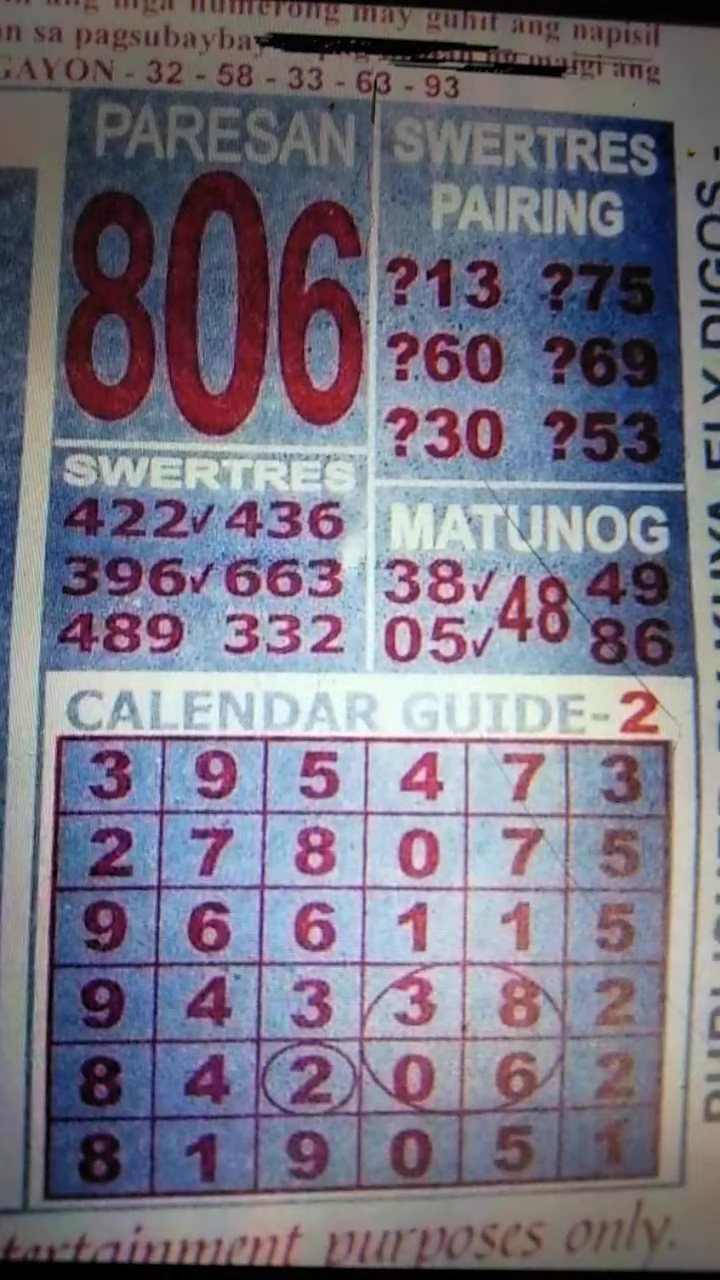 ang mga numerong may guhit ang napisil
sa pagsubaybay
maigi ang
GAYON - 32 - 58 - 33 - 63 - 93
PARESAN
806
SWERTRES
422✓ 436
396✓ 663
489 332
SWERTRES
PAIRING
?13 ?75
?60 ?69
?30 ?53
MATUNOG
38✓ 48 49
05✓ 86
CALENDAR GUIDE-2
3 9 5 4 7 3
2 7 8 0 7 5
9 6 6 1 1 5
9 4 3 3 8 2
8 4 2 0 6 2
8 1 9 0 5 1
purposes only.